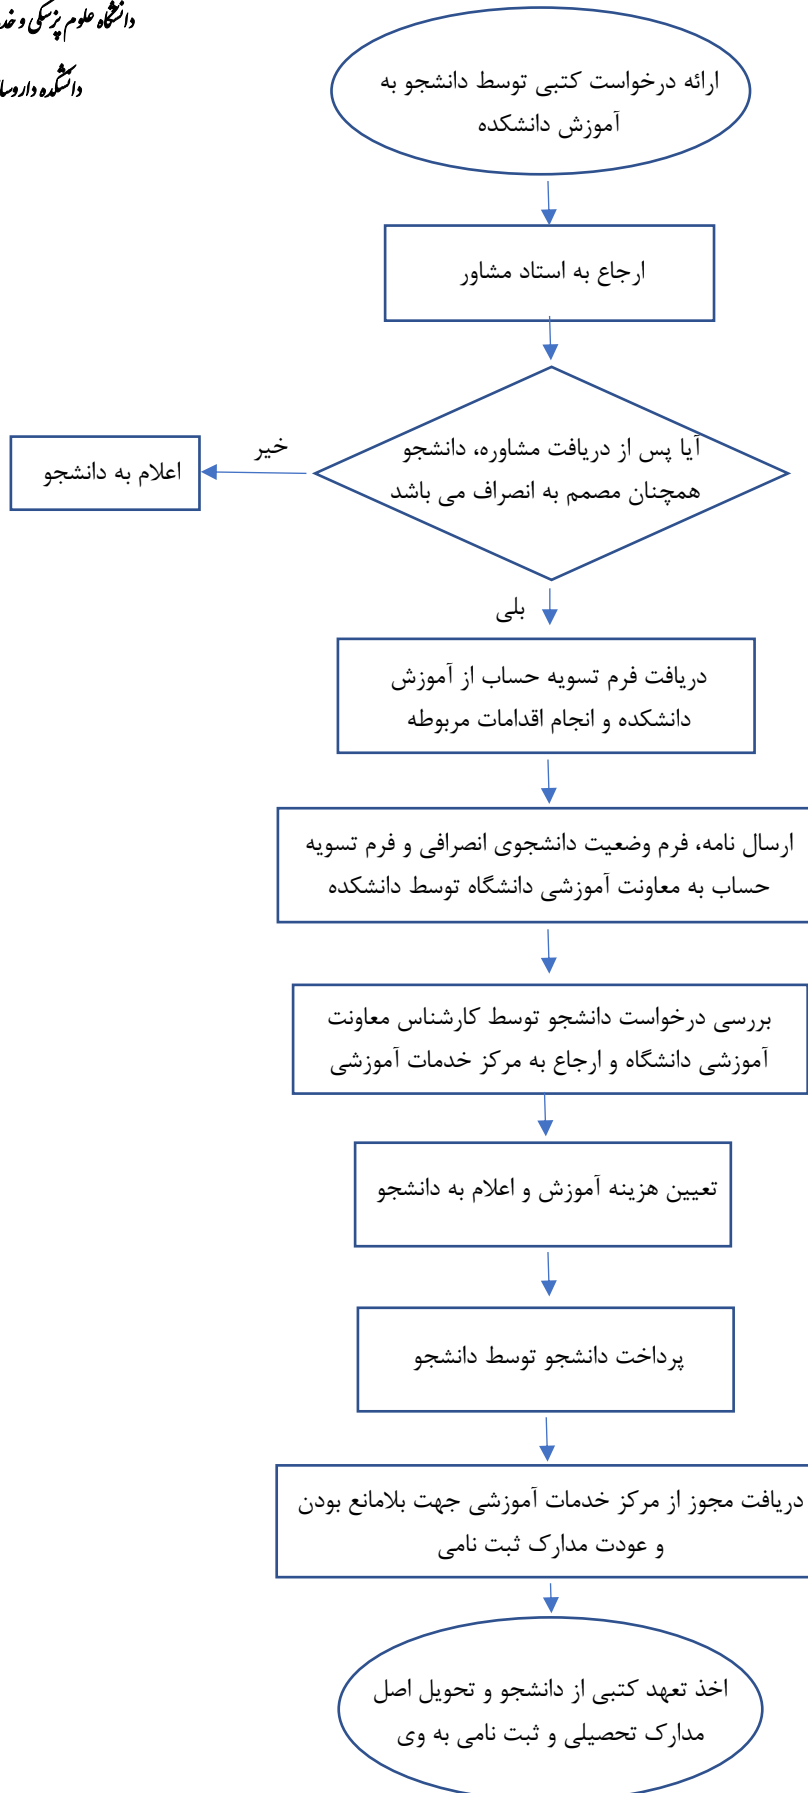 دانشگاه علوم پزشکی و
دانشکده
ارائه درخواست کتبی توسط دانشجو به
آموزش دانشکده
ارجاع به استاد مشاور
آیا پس از دریافت مشاوره، دانشجو
همچنان مصمم به انصراف می باشد
خیر
اعلام به دانشجو
بلی
دریافت فرم تسویه حساب از آموزش
دانشکده و انجام اقدامات مربوطه
ارسال نامه، فرم وضعیت دانشجوی انصرافی و فرم تسویه
حساب به معاونت آموزشی دانشگاه توسط دانشکده
بررسی درخواست دانشجو توسط کارشناس معاونت
آموزشی دانشگاه و ارجاع به مرکز خدمات آموزشی
تعیین هزینه آموزش و اعلام به دانشجو
پرداخت دانشجو توسط دانشجو
دریافت مجوز از مرکز خدمات آموزشی جهت بلامانع بودن
و عودت مدارک ثبت نامی
اخذ تعهد کتبی از دانشجو و تحویل اصل
مدارک تحصیلی و ثبت نامی به وی